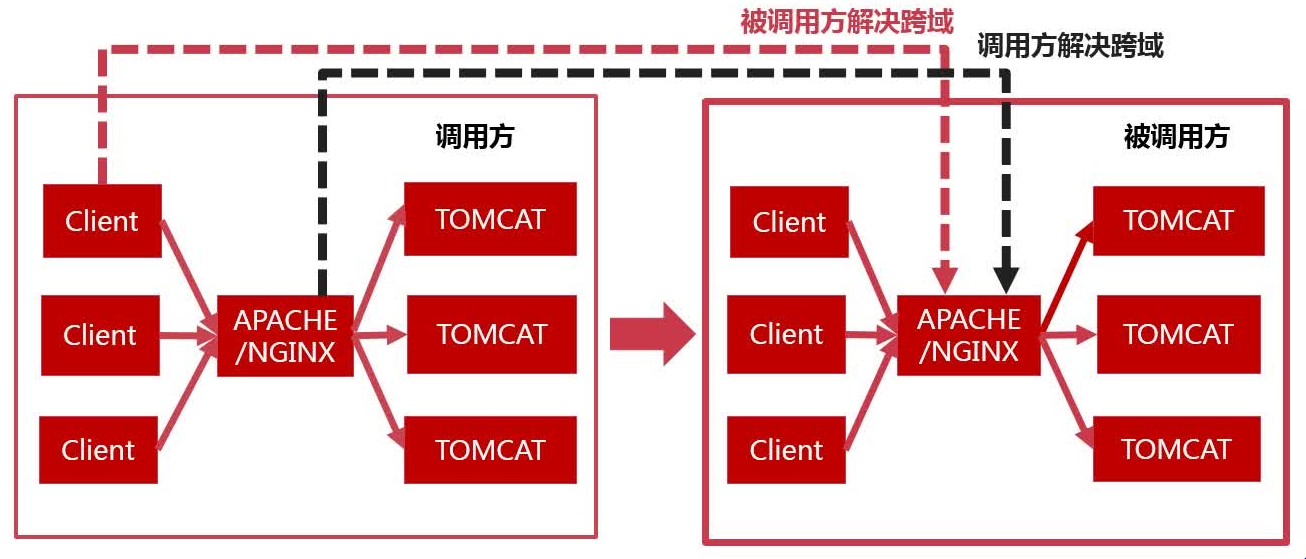 被调用方解决跨域
调用方解决跨域
调用方
Client
Client
Client
APACHE
/NGINX
TOMCAT
TOMCAT
TOMCAT
被调用方
Client
Client
Client
APACHE
/NGINX
TOMCAT
TOMCAT
TOMCAT